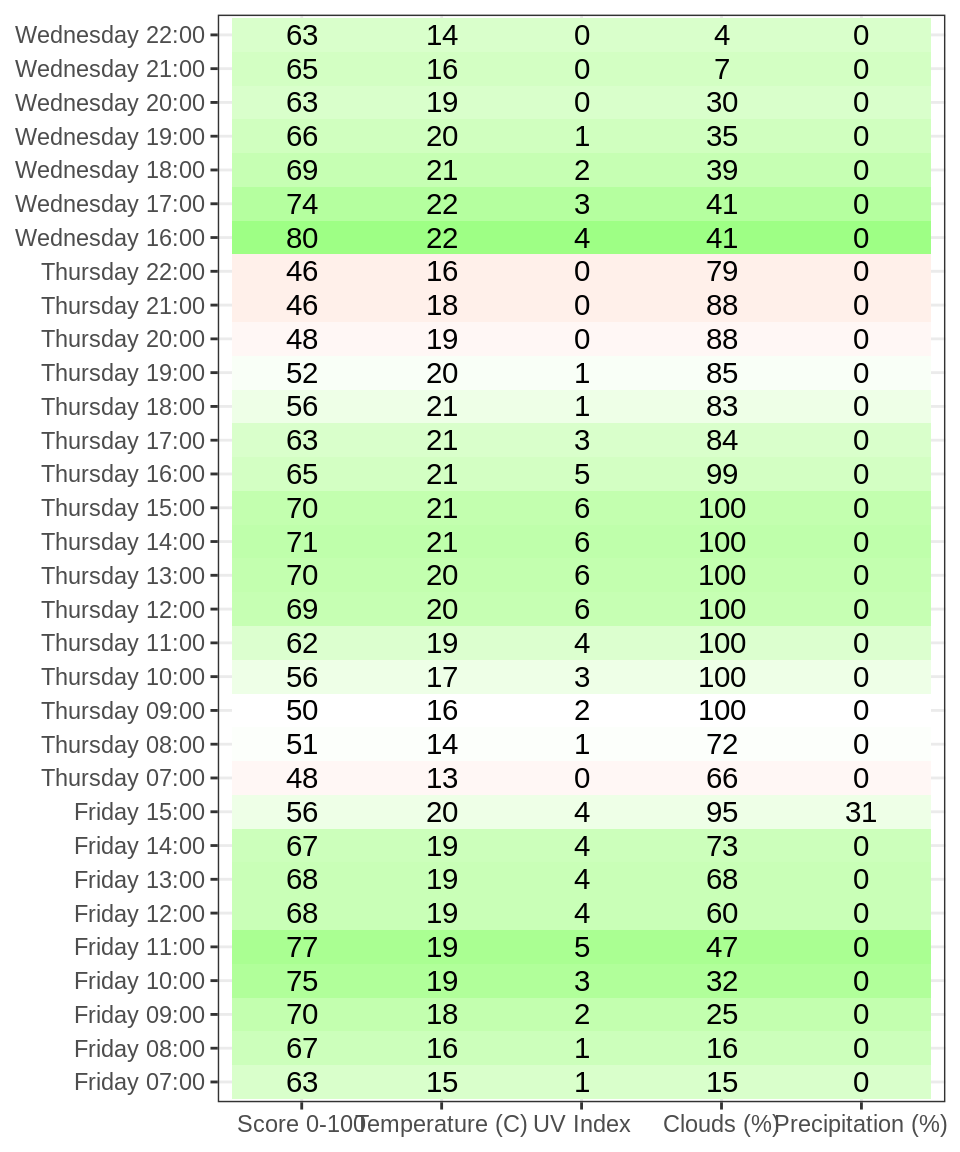 Wednesday 22:00 63 14 0 4 0
Wednesday 21:00 65 16 0 7 0
Wednesday 20:00 63 19 0 30 0
Wednesday 19:00 66 20 1 35 0
Wednesday 18:00 69 21 2 39 0
Wednesday 17:00 74 22 3 41 0
Wednesday 16:00 80 22 4 41 0
Thursday 22:00 46 16 0 79 0
Thursday 21:00 46 18 0 88 0
Thursday 20:00 48 19 0 88 0
Thursday 19:00 52 20 1 85 0
Thursday 18:00 56 21 1 83 0
Thursday 17:00 63 21 3 84 0
Thursday 16:00 65 21 5 99 0
Thursday 15:00 70 21 6 100 0
Thursday 14:00 71 21 6 100 0
Thursday 13:00 70 20 6 100 0
Thursday 12:00 69 20 6 100 0
Thursday 11:00 62 19 4 100 0
Thursday 10:00 56 17 3 100 0
Thursday 09:00 50 16 2 100 0
Thursday 08:00 51 14 1 72 0
Thursday 07:00 48 13 0 66 0
Friday 15:00 56 20 4 95 31
Friday 14:00 67 19 4 73 0
Friday 13:00 68 19 4 68 0
Friday 12:00 68 19 4 60 0
Friday 11:00 77 19 5 47 0
Friday 10:00 75 19 3 32 0
Friday 09:00 70 18 2 25 0
Friday 08:00 67 16 1 16 0
Friday 07:00 63 15 1 15 0
Score 0-100 Temperature (C) UV Index Clouds (%) Precipitation (%)